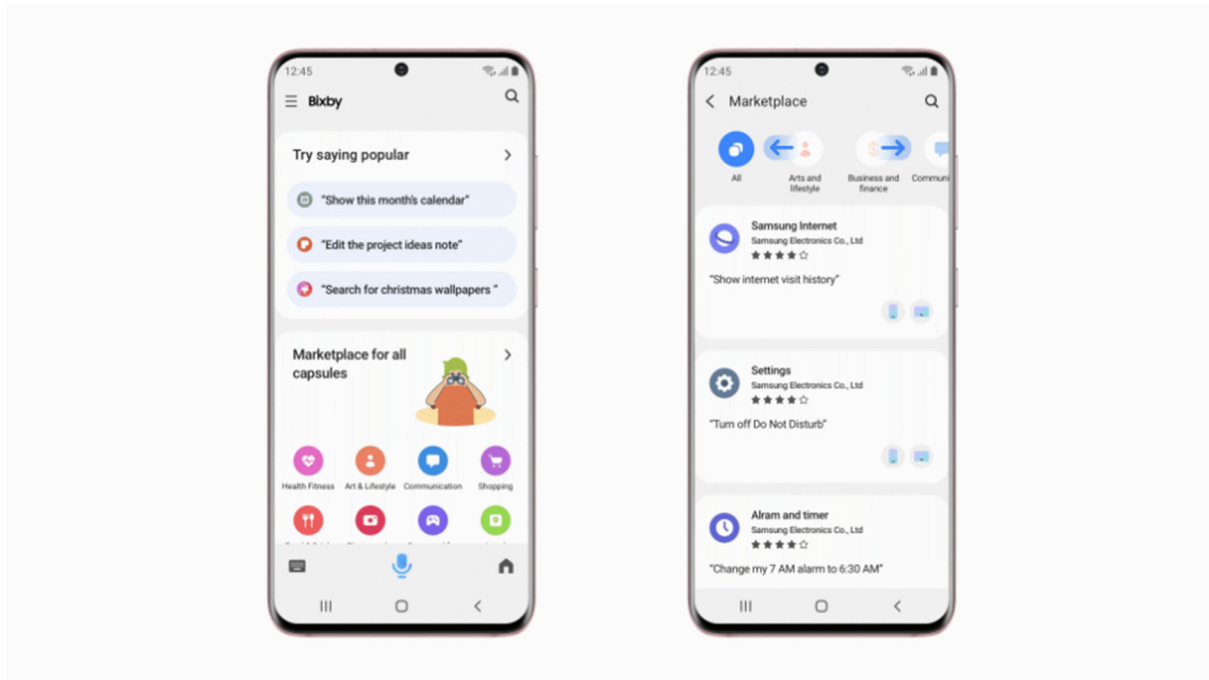 12:45
Bixby
Try saying popular
“Show this month's calendar”
“Edit the project ideas note”
“Search for christmas wallpapers ”
Marketplace for all
capsules
Health Fitness
Art & Lifestyle
Communication
Shopping
12:45
Marketplace
All
Arts and
lifestyle
Business and
finance
Communi
Samsung Internet
Samsung Electronics Co., Ltd
“Show internet visit history”
Settings
Samsung Electronics Co., Ltd
“Turn off Do Not Disturb”
Alram and timer
Samsung Electronics Co., Ltd
“Change my 7 AM alarm to 6:30 AM”